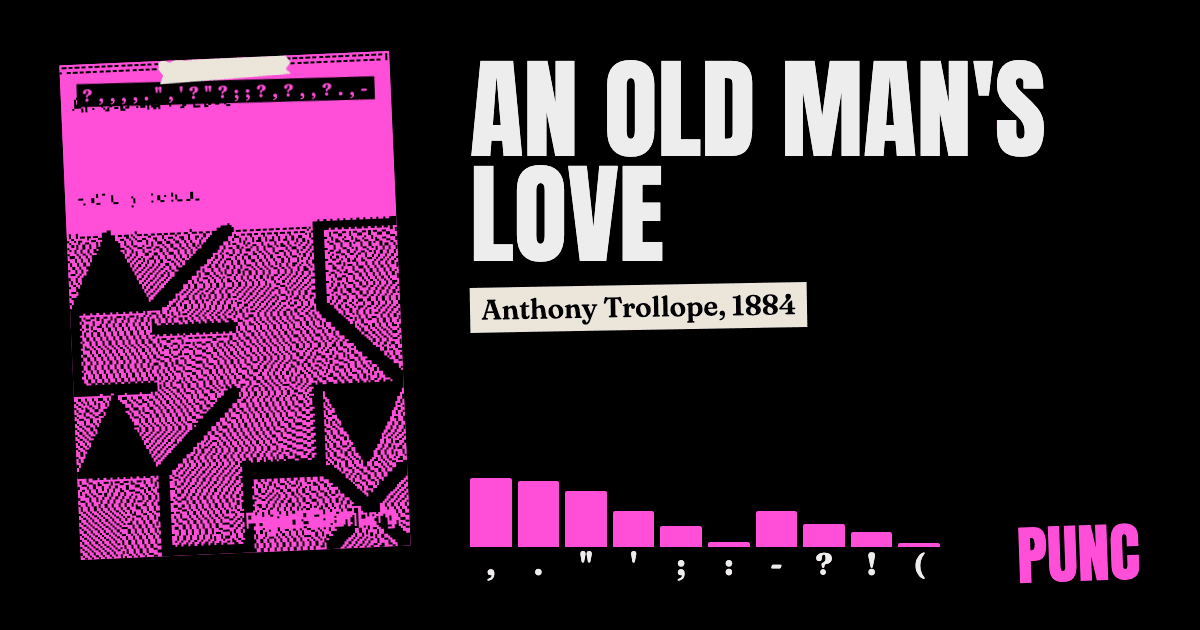 ?,,,,.",'?"?;;?,?,,?.,-
AN OLD MAN'S
LOVE
Anthony Trollope, 1884
, . " ' ; : - ? ! (
PUNC